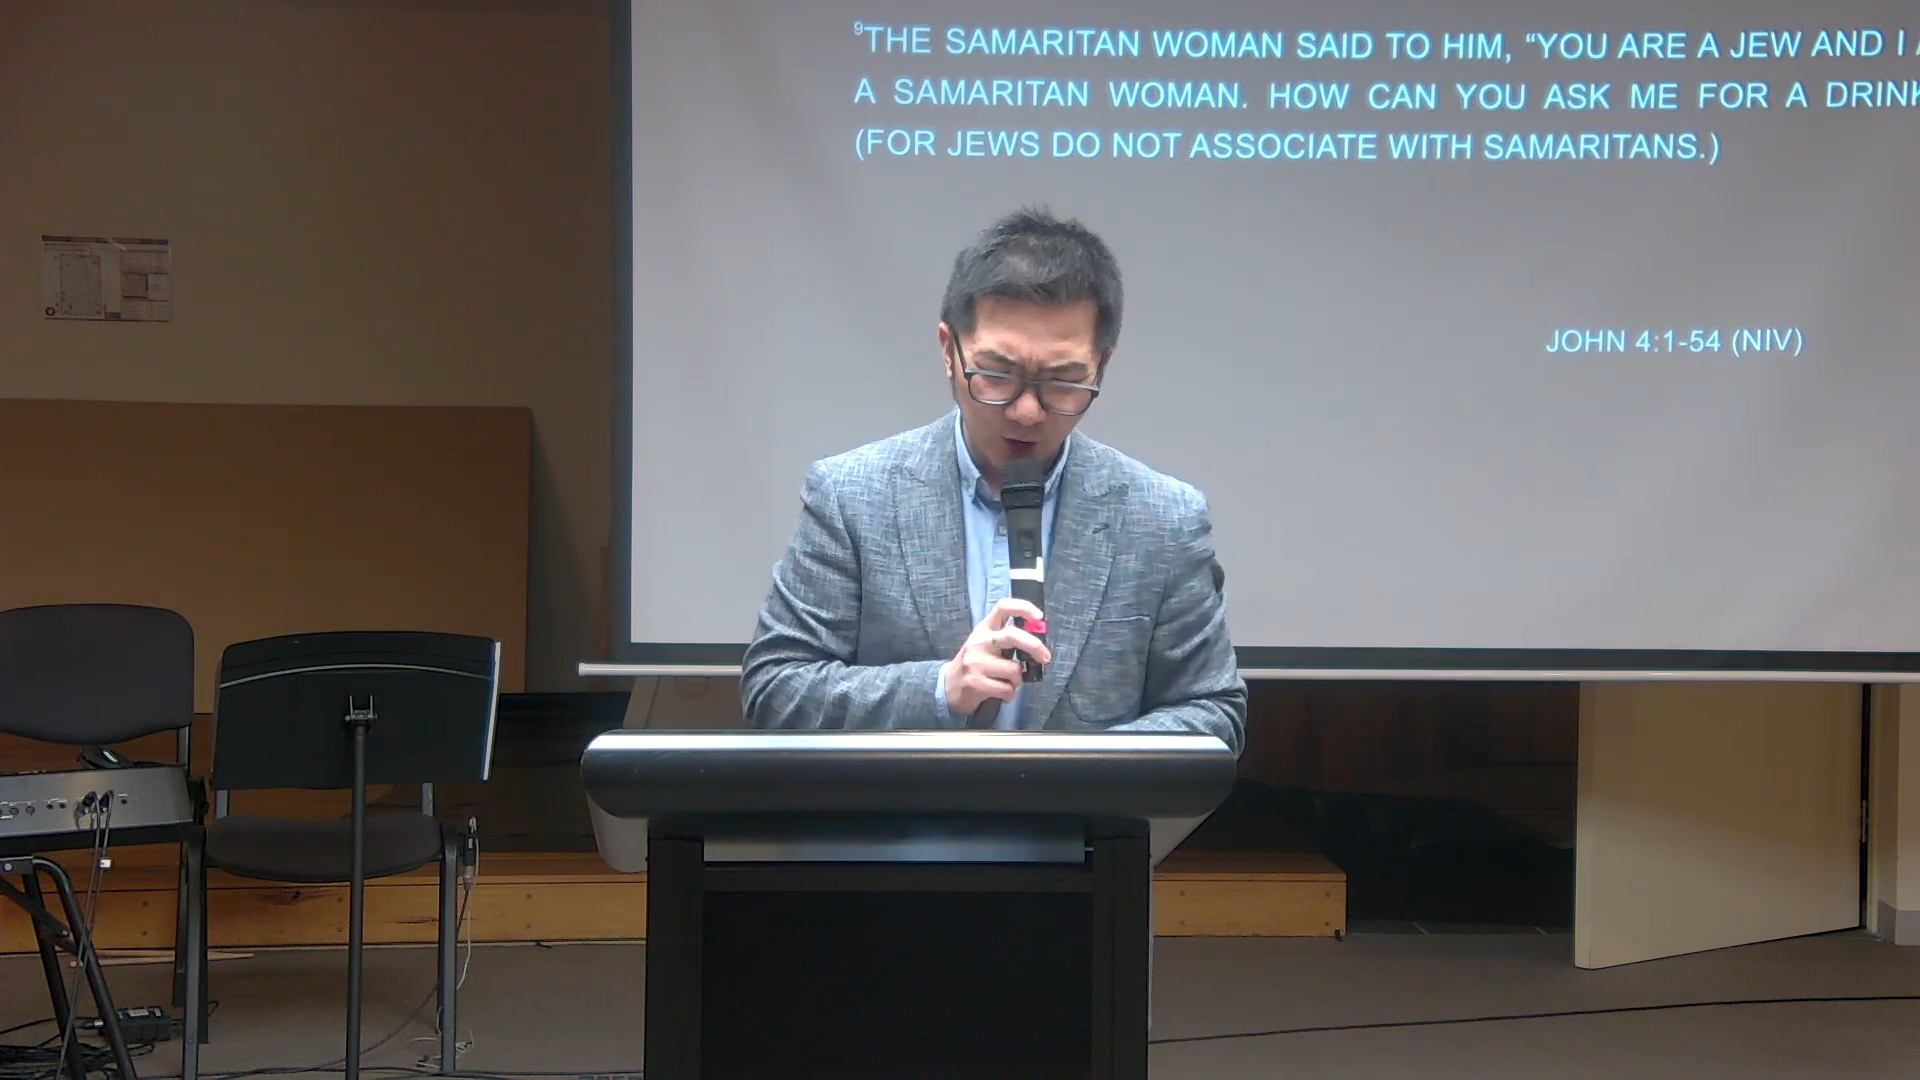 ⁹THE SAMARITAN WOMAN SAID TO HIM, “YOU ARE A JEW AND I
A SAMARITAN WOMAN. HOW CAN YOU ASK ME FOR A DRINK
(FOR JEWS DO NOT ASSOCIATE WITH SAMARITANS.)
JOHN 4:1-54 (NIV)